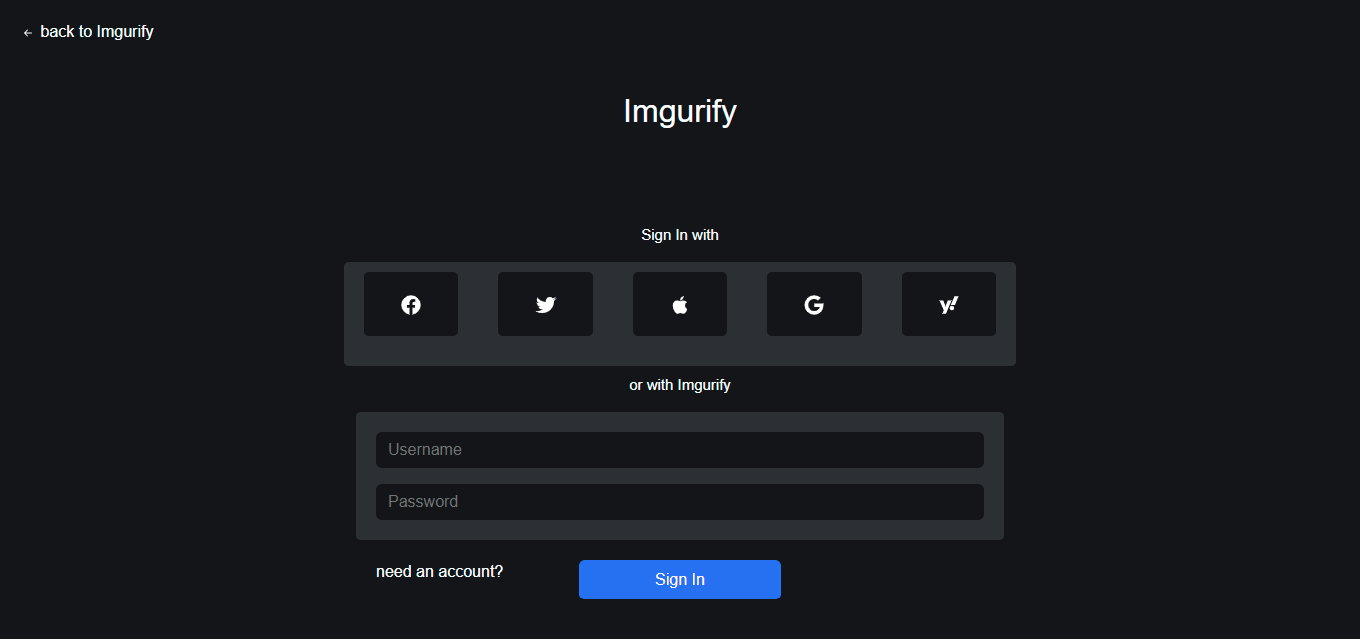 ← back to Imgurify
Imgurify
Sign In with
or with Imgurify
Username
Password
need an account?
Sign In